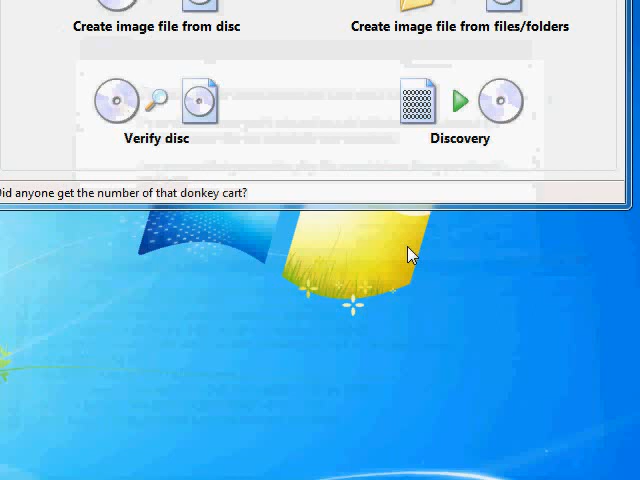 Create image file from disc
Create image file from files/folders
Verify disc
Discovery
id anyone get the number of that donkey cart?